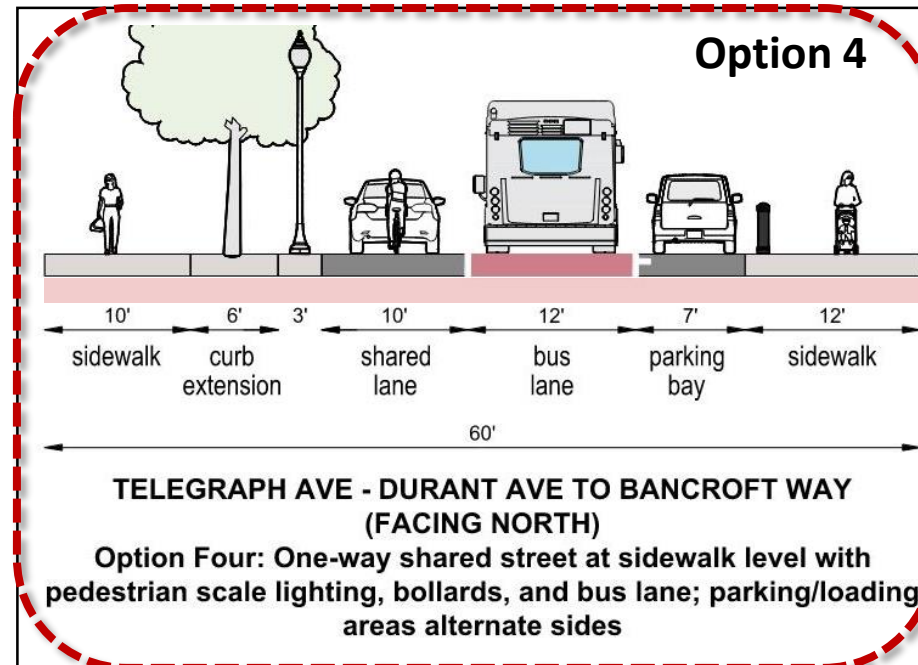 Option 4
10' 6' 3' 10' 12' 7' 12'
sidewalk curb extension shared lane bus lane parking bay sidewalk
60'
TELEGRAPH AVE - DURANT AVE TO BANCROFT WAY
(FACING NORTH)
Option Four: One-way shared street at sidewalk level with
pedestrian scale lighting, bollards, and bus lane; parking/loading
areas alternate sides